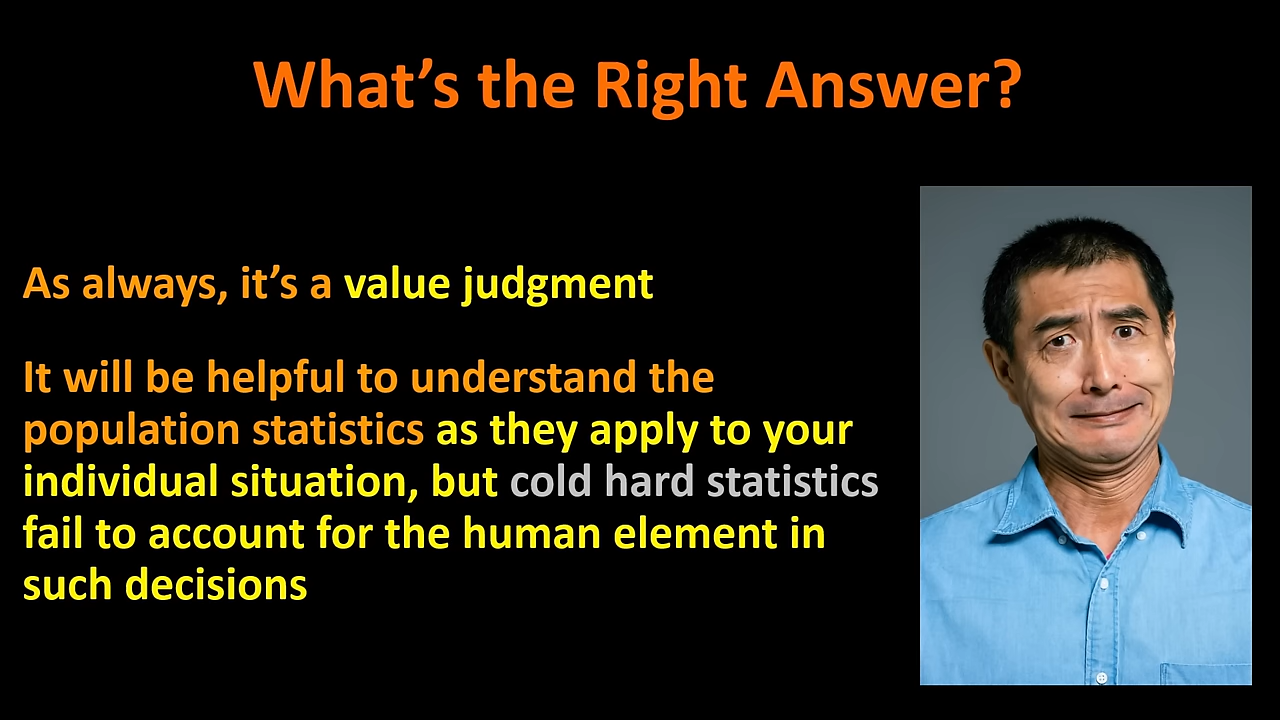 What’s the Right Answer?
As always, it’s a value judgment
It will be helpful to understand the
population statistics as they apply to your
individual situation, but cold hard statistics
fail to account for the human element in
such decisions